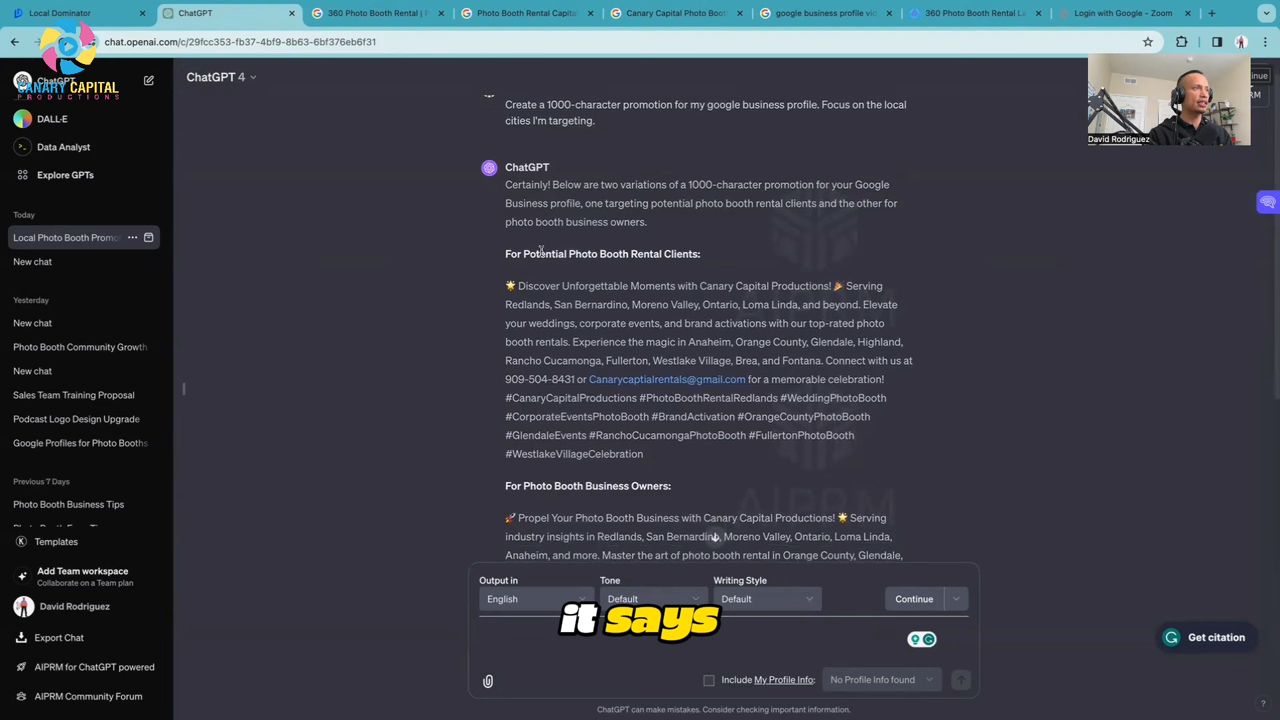 Local Dominator
ChatGPT
360 Photo Booth Rental | P
Photo Booth Rental Capital
Canary Capital Photo Booth
google business profile vid
360 Photo Booth Rental La
Login with Google - Zoom
chat.openai.com/c/29fcc353-fb37-4bf9-8b63-6bf376eb6f31
CANARY CAPITAL
PRODUCTIONS
ChatGPT
DALL·E
Data Analyst
Explore GPTs
Today
Local Photo Booth Promo
New chat
Yesterday
New chat
Photo Booth Community Growth
New chat
Sales Team Training Proposal
Podcast Logo Design Upgrade
Google Profiles for Photo Booths
Previous 7 Days
Photo Booth Business Tips
Templates
Add Team workspace
Collaborate on a Team plan
David Rodriguez
Export Chat
AIPRM for ChatGPT powered
AIPRM Community Forum
ChatGPT 4
Create a 1000-character promotion for my google business profile. Focus on the local
cities I'm targeting.
ChatGPT
Certainly! Below are two variations of a 1000-character promotion for your Google
Business profile, one targeting potential photo booth rental clients and the other for
photo booth business owners.
For Potential Photo Booth Rental Clients:
🌟 Discover Unforgettable Moments with Canary Capital Productions! 🎉 Serving
Redlands, San Bernardino, Moreno Valley, Ontario, Loma Linda, and beyond. Elevate
your weddings, corporate events, and brand activations with our top-rated photo
booth rentals. Experience the magic in Anaheim, Orange County, Glendale, Highland,
Rancho Cucamonga, Fullerton, Westlake Village, Brea, and Fontana. Connect with us at
909-504-8431 or Canarycaptialrentals@gmail.com for a memorable celebration!
#CanaryCapitalProductions #PhotoBoothRentalRedlands #WeddingPhotoBooth
#CorporateEventsPhotoBooth #BrandActivation #OrangeCountyPhotoBooth
#GlendaleEvents #RanchoCucamongaPhotoBooth #FullertonPhotoBooth
#WestlakeVillageCelebration
For Photo Booth Business Owners:
🚀 Propel Your Photo Booth Business with Canary Capital Productions! 🌟 Serving
industry insights in Redlands, San Bernardino, Moreno Valley, Ontario, Loma Linda,
Anaheim, and more. Master the art of photo booth rental in Orange County, Glendale,
AIPRM
Output in
Tone
Writing Style
English
Default
Default
Continue
it says
Include My Profile Info:
No Profile Info found
ChatGPT can make mistakes. Consider checking important information.
David Rodriguez
Get citation
?